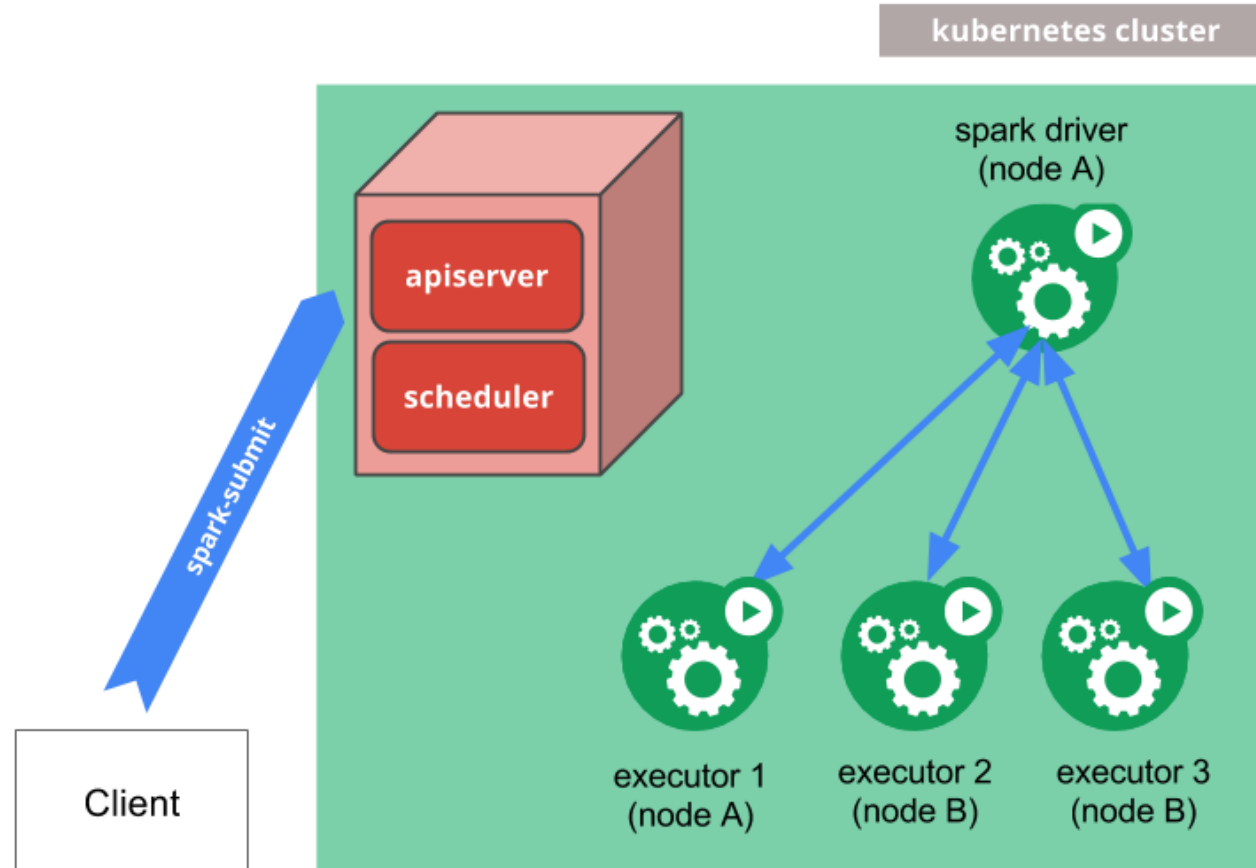 kubernetes cluster
spark driver
(node A)
apiserver
scheduler
spark-submit
executor 1
(node A)
executor 2
(node B)
executor 3
(node B)
Client